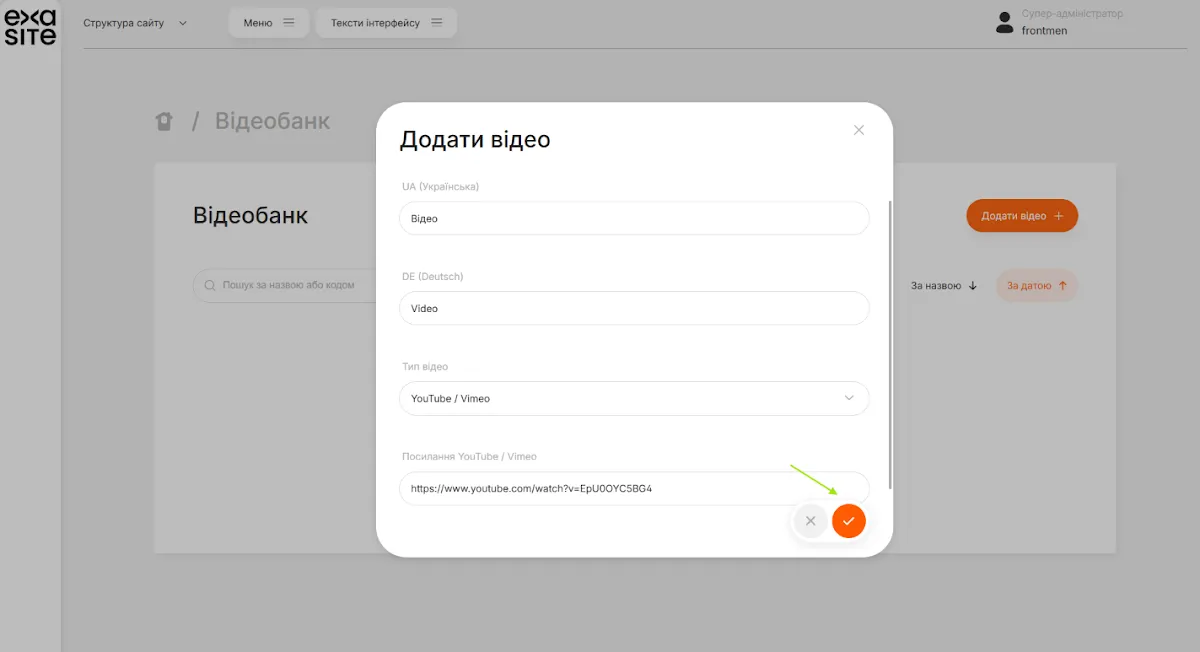 exa
site
Структура сайту
Меню
Тексти інтерфейсу
Супер-адміністратор
frontmen
/ Відеобанк
Відеобанк
Додати відео +
Пошук за назвою або кодом
За назвою ↓
За датою ↑
Додати відео
UA (Українська)
Відео
DE (Deutsch)
Video
Тип відео
YouTube / Vimeo
Посилання YouTube / Vimeo
https://www.youtube.com/watch?v=EpU0OYC5BG4